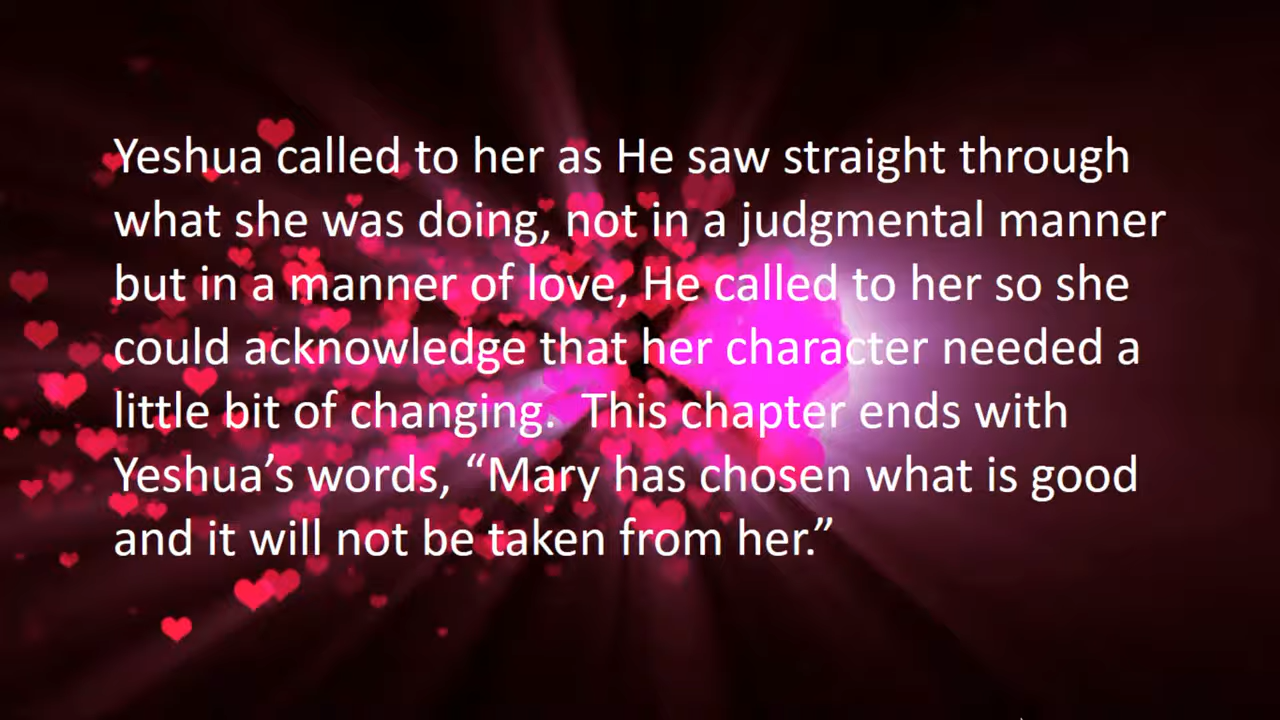 Yeshua called to her as He saw straight through
what she was doing, not in a judgmental manner
but in a manner of love, He called to her so she
could acknowledge that her character needed a
little bit of changing.  This chapter ends with
Yeshua’s words, “Mary has chosen what is good
and it will not be taken from her.”